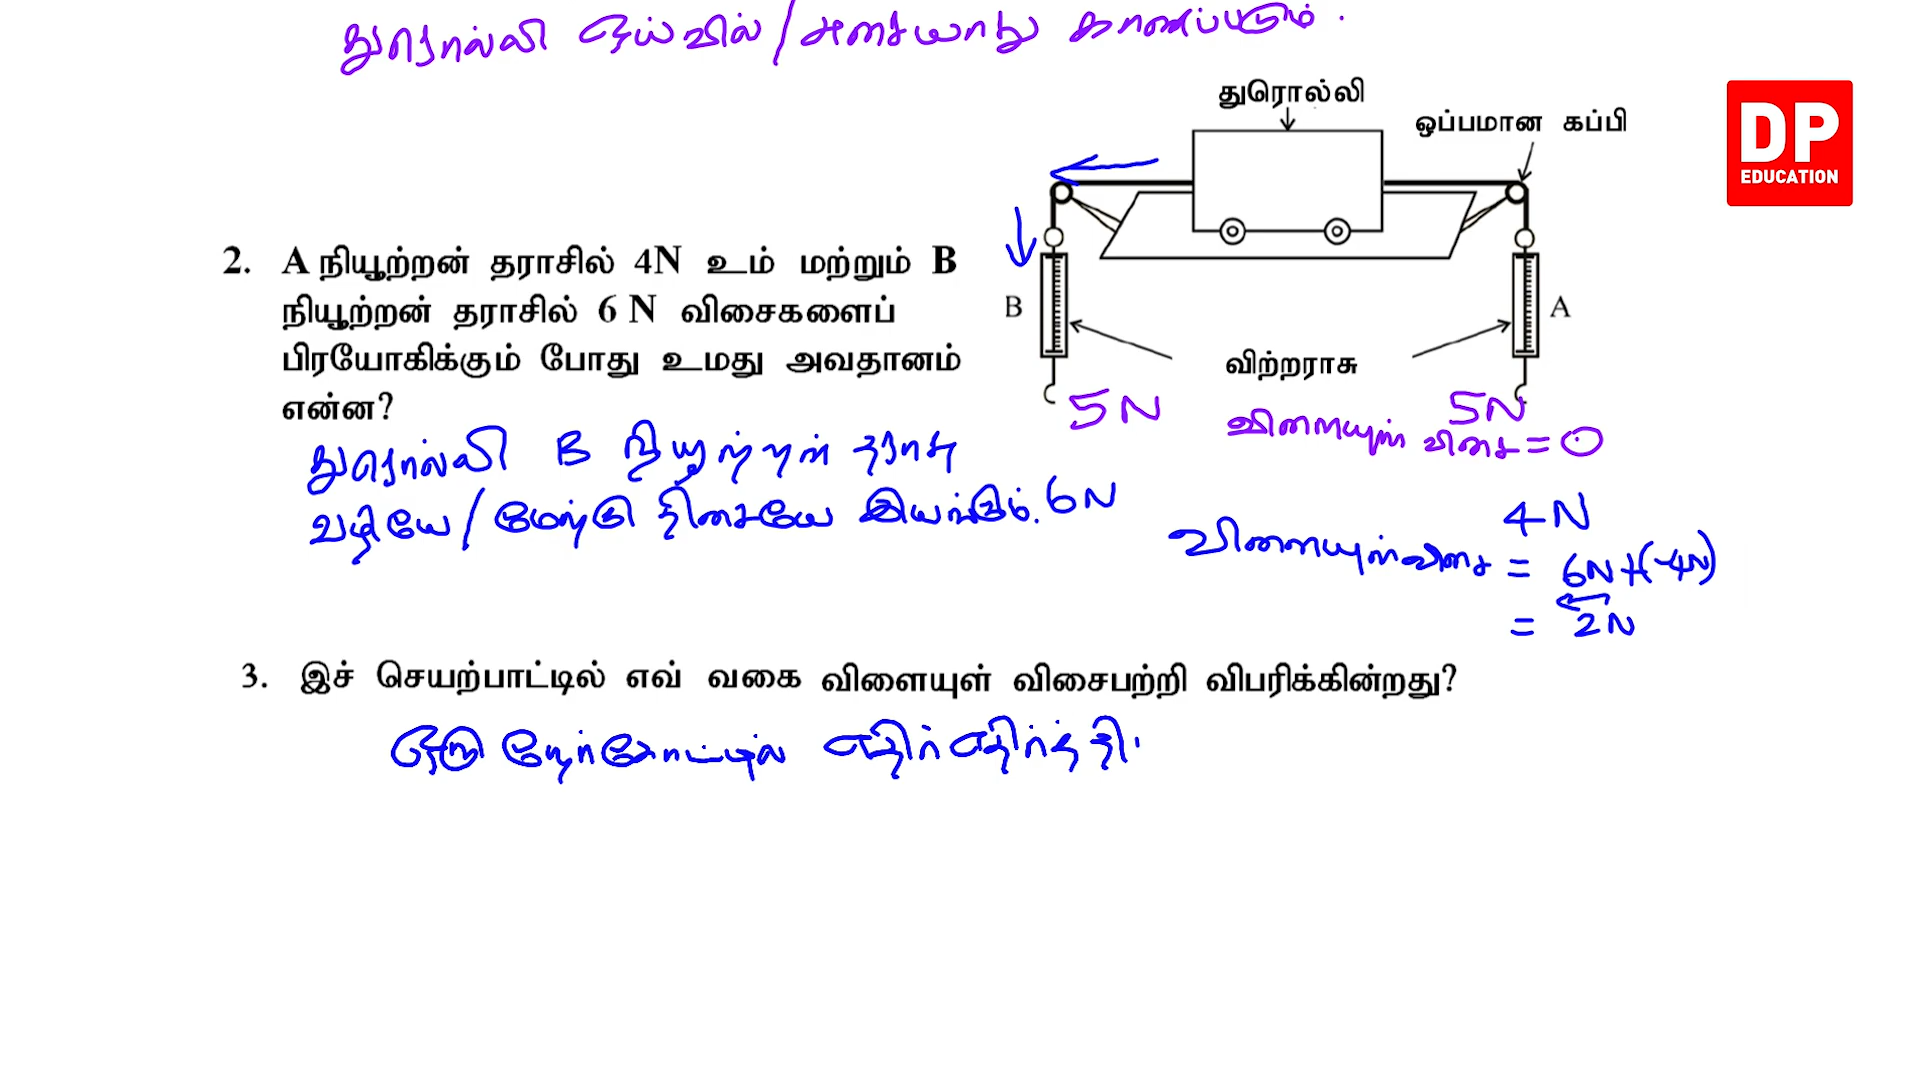 துரொல்லி ஓய்வில் / அசையாது காணப்படும்.
துரொல்லி
ஒப்பமான கப்பி
DP
EDUCATION
2. A நியூற்றன் தராசில் 4N உம் மற்றும் B
நியூற்றன் தராசில் 6 N விசைகளைப்
பிரயோகிக்கும் போது உமது அவதானம்
என்ன?
B
A
விற்றராசு
5N
5N
விளையுள் விசை = 0
துரொல்லி B நியூற்றன் தராசு
வழியே / மேற்கு திசையே இயங்கும்.
6N
4N
விளையுள்விசை = 6N+(-4N)
= 2N
3. இச் செயற்பாட்டில் எவ் வகை விளையுள் விசைபற்றி விபரிக்கின்றது?
ஒரு நேர்கோட்டில் எதிர்எதிர்த்தி